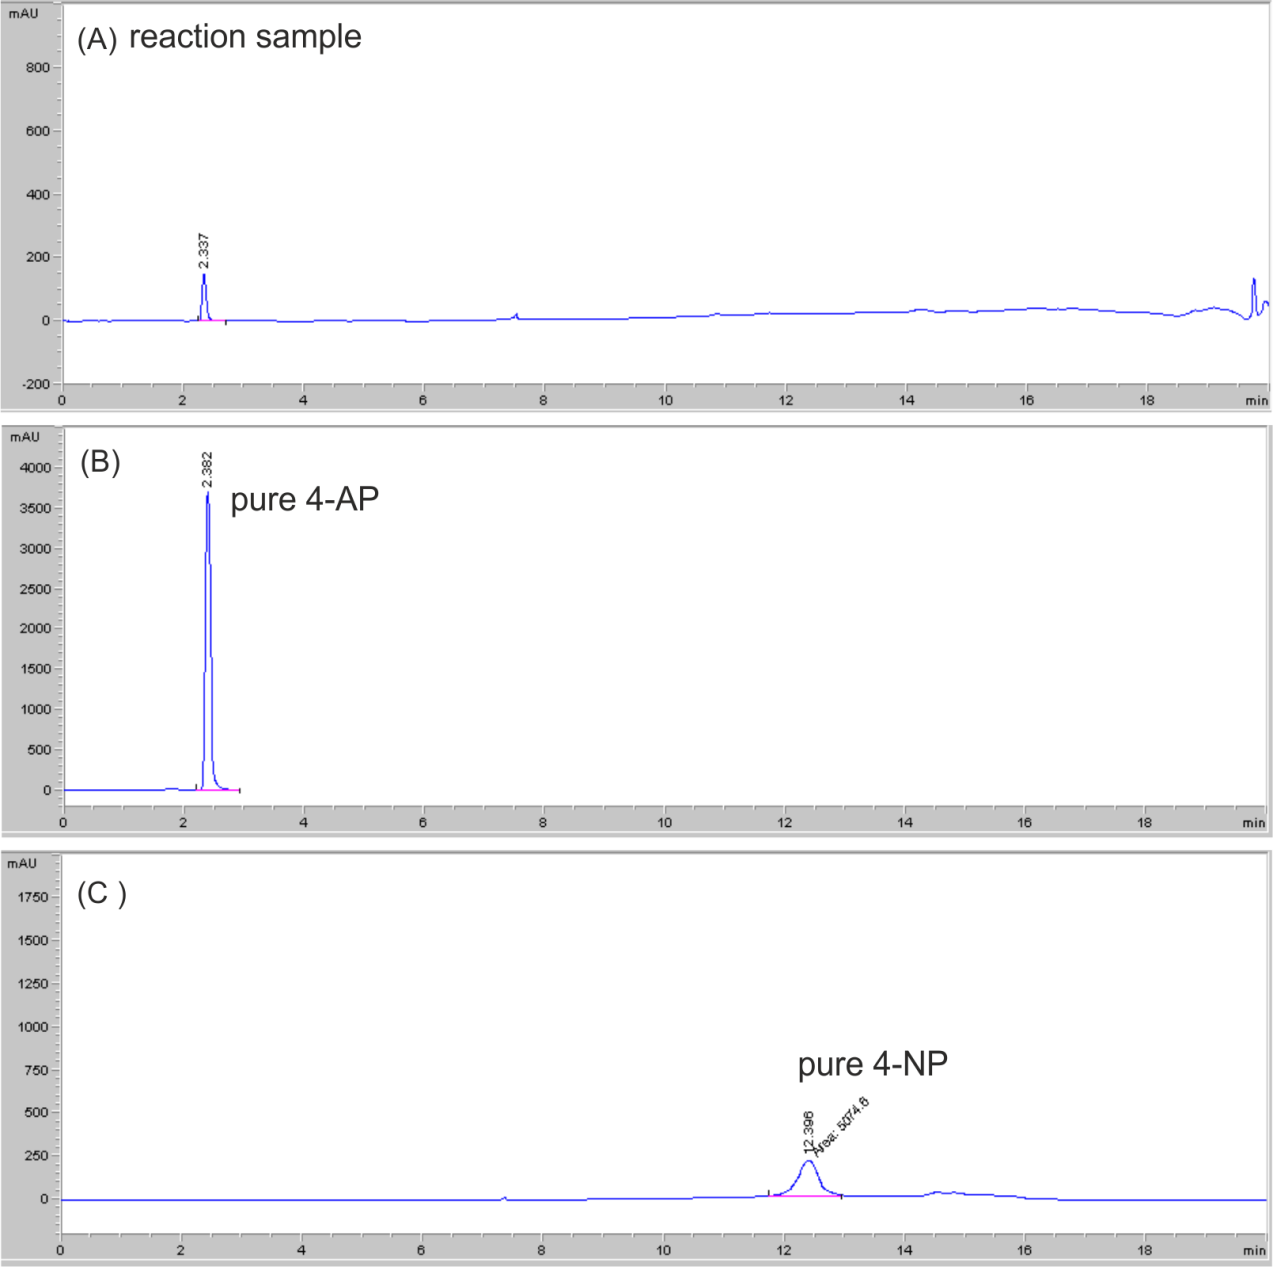 mAU
(A) reaction sample
800
600
400
200
0
-200
2.337
0 2 4 6 8 10 12 14 16 18 min
mAU
(B)
pure 4-AP
2.382
4000
3500
3000
2500
2000
1500
1000
500
0
0 2 4 6 8 10 12 14 16 18 min
mAU
(C )
1750
1500
1250
1000
750
500
250
0
pure 4-NP
12.396
Area: 5074.6
0 2 4 6 8 10 12 14 16 18 min